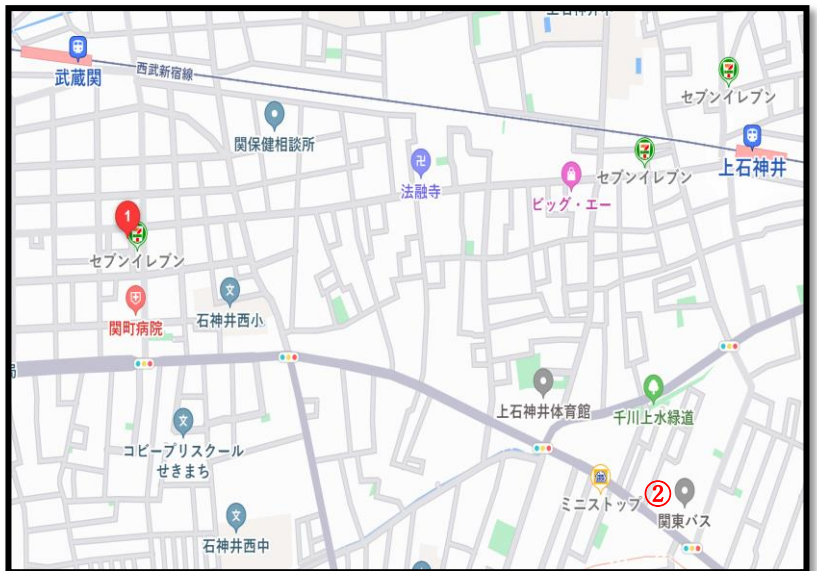 武蔵関
西武新宿線
関保健相談所
セブンイレブン
上石神井
セブンイレブン
法融寺
ビッグ・エー
1
セブンイレブン
関町病院
石神井西小
上石神井体育館
千川上水緑道
コピープリスクール
せきまち
ミニストップ
②
関東バス
石神井西中